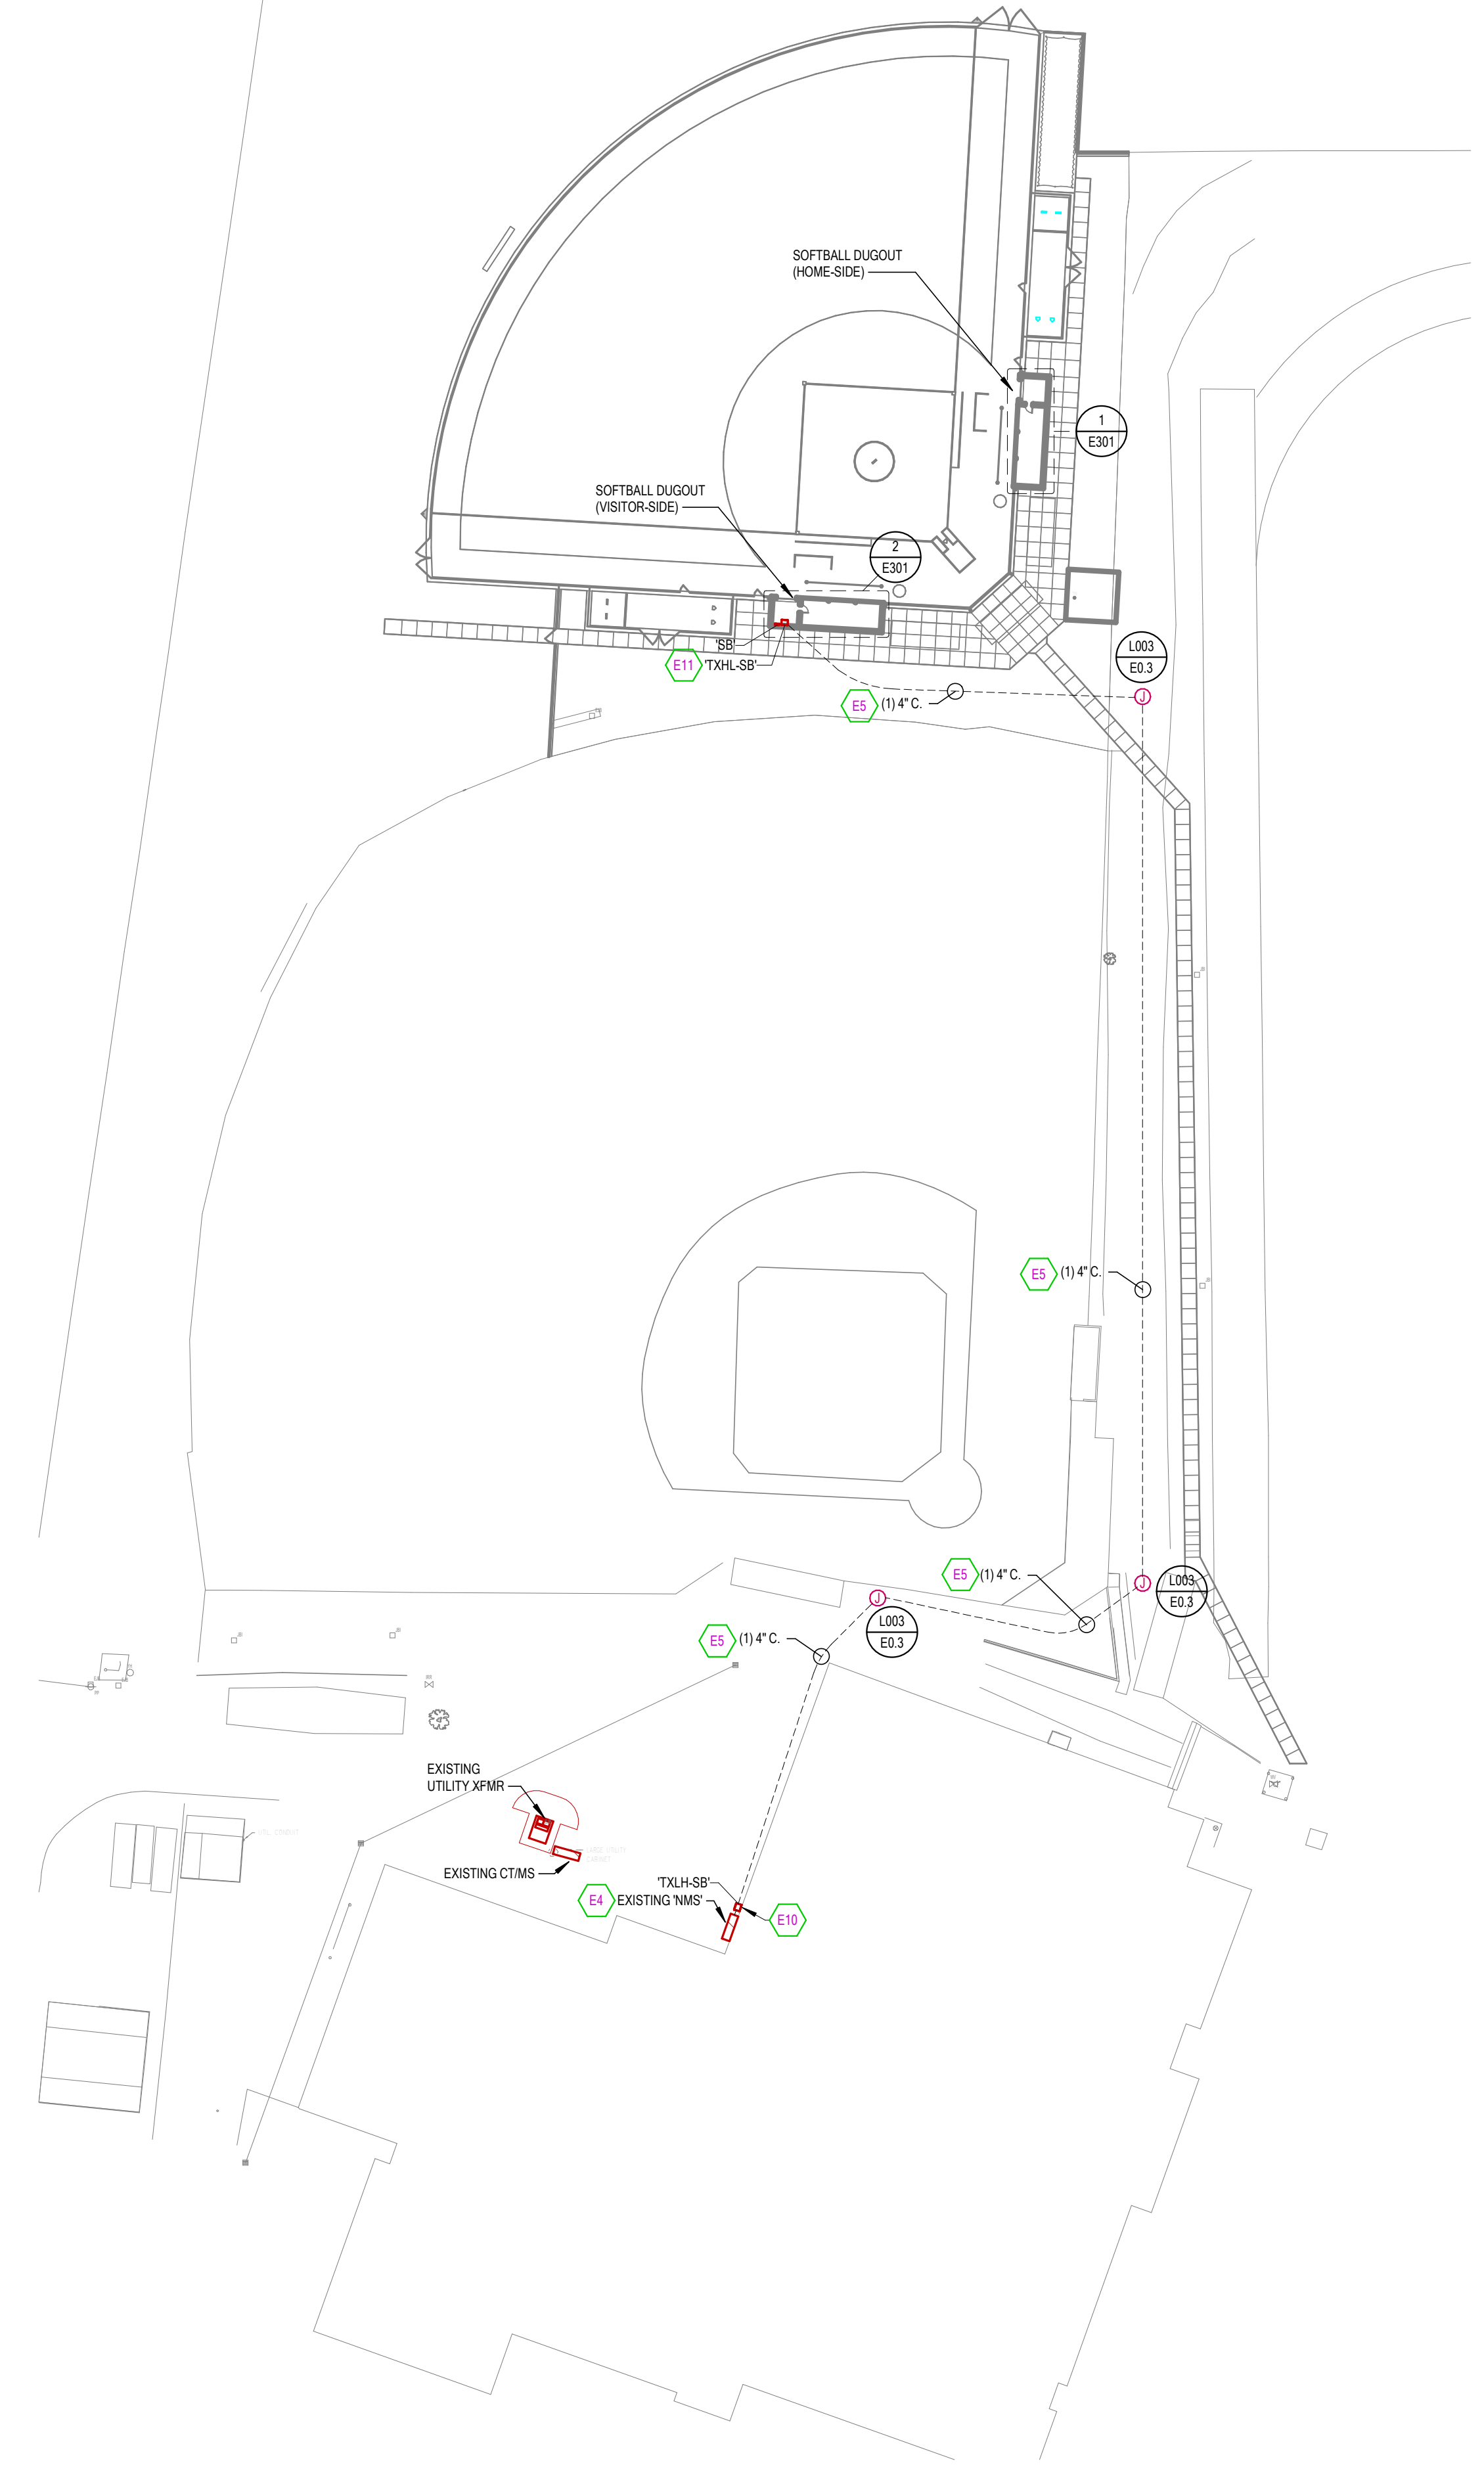 SOFTBALL DUGOUT
(HOME-SIDE)
1
E301
SOFTBALL DUGOUT
(VISITOR-SIDE)
2
E301
'SB'
E11
'TXHL-SB'
L003
E0.3
J
E5
(1) 4" C.
E5
(1) 4" C.
E5
(1) 4" C.
J
L003
E0.3
J
L003
E0.3
E5
(1) 4" C.
EXISTING
UTILITY XFMR
EXISTING CT/MS
'TXLH-SB'
E4
EXISTING 'NMS'
E10